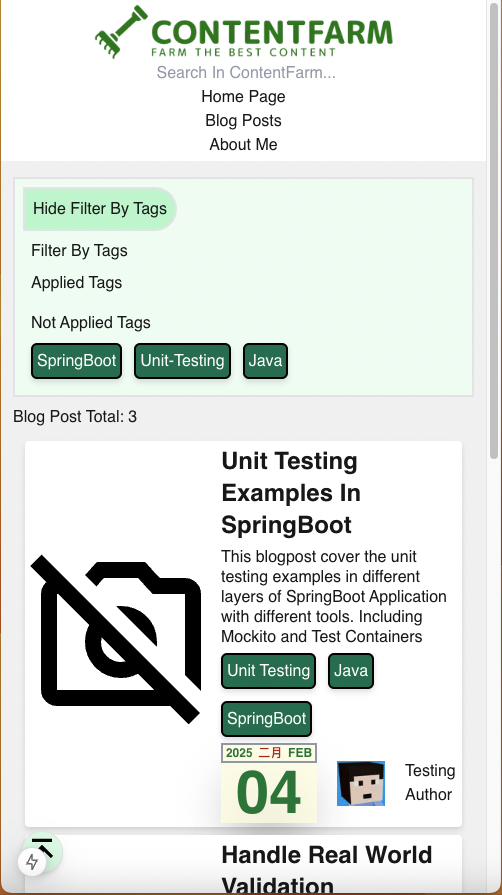 CONTENTFARM
FARM THE BEST CONTENT
Search In ContentFarm...
Home Page
Blog Posts
About Me
Hide Filter By Tags
Filter By Tags
Applied Tags
Not Applied Tags
SpringBoot Unit-Testing Java
Blog Post Total: 3
Unit Testing
Examples In
SpringBoot
This blogpost cover the unit
testing examples in different
layers of SpringBoot Application
with different tools. Including
Mockito and Test Containers
Unit Testing Java
SpringBoot
2025 二月 FEB
04
Testing
Author
Handle Real World
Validation